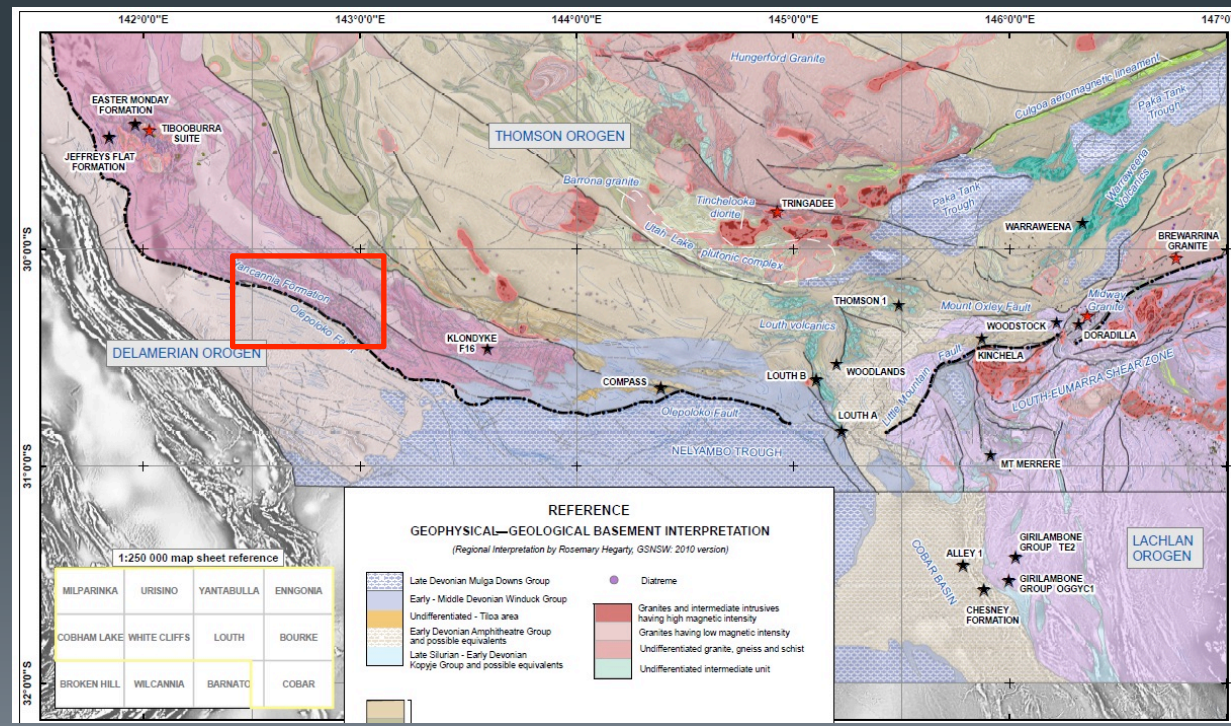 142°0'0"E
143°0'0"E
144°0'0"E
145°0'0"E
146°0'0"E
147°0'
Hungerford Granite
Culgoa aeromagnetic lineament
EASTER MONDAY
FORMATION
TIBOOBURRA
SUITE
JEFFREYS FLAT
FORMATION
THOMSON OROGEN
Paka Tank
Trough
Barrona granite
Tinchelooka
diorite
TRINGADEE
Paka-Tank
Trough
Warraweena
Volcanics
WARRAWEENA
Utah-Lake plutonic complex
BREWARRINA
GRANITE
30°0'0"S
Yancannia Formation
Olepoloko Fault
THOMSON 1
Mount Oxley Fault
Midway
Granite
Louth volcanics
WOODSTOCK
DORADILLA
KLONDYKE
F16
DELAMERIAN OROGEN
KINCHELA
Little Mountain Fault
WOODLANDS
LOUTH B
COMPASS
LOUTH-EUMARRA SHEAR ZONE
LOUTH A
Olepoloko Fault
NELYAMBO TROUGH
MT MERRERE
31°0'0"S
COBAR BASIN
ALLEY 1
GIRILAMBONE
GROUP TE2
LACHLAN
OROGEN
GIRILAMBONE
GROUP OGGYC1
CHESNEY
FORMATION
32°0'0"S
1:250 000 map sheet reference
MILPARINKA URISINO YANTABULLA ENNGONIA
COBHAM LAKE WHITE CLIFFS LOUTH BOURKE
BROKEN HILL WILCANNIA BARNATO COBAR
REFERENCE
GEOPHYSICAL—GEOLOGICAL BASEMENT INTERPRETATION
(Regional Interpretation by Rosemary Hegarty, GSNSW: 2010 version)
Late Devonian Mulga Downs Group
Early - Middle Devonian Winduck Group
Undifferentiated - Tilpa area
Early Devonian Amphitheatre Group
and possible equivalents
Late Silurian - Early Devonian
Kopyje Group and possible equivalents
Diatreme
Granites and intermediate intrusives
having high magnetic intensity
Granites having low magnetic intensity
Undifferentiated granite, gneiss and schist
Undifferentiated intermediate unit